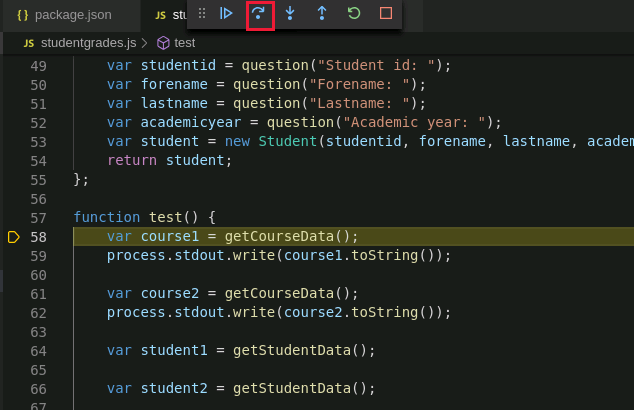 {} package.json JS stu
JS studentgrades.js > test
49 var studentid = question("Student id: ");
50 var forename = question("Forename: ");
51 var lastname = question("Lastname: ");
52 var academicyear = question("Academic year: ");
53 var student = new Student(studentid, forename, lastname, academ
54 return student;
55 };
56
57 function test() {
58 var course1 = getCourseData();
59 process.stdout.write(course1.toString());
60
61 var course2 = getCourseData();
62 process.stdout.write(course2.toString());
63
64 var student1 = getStudentData();
65
66 var student2 = getStudentData();
67